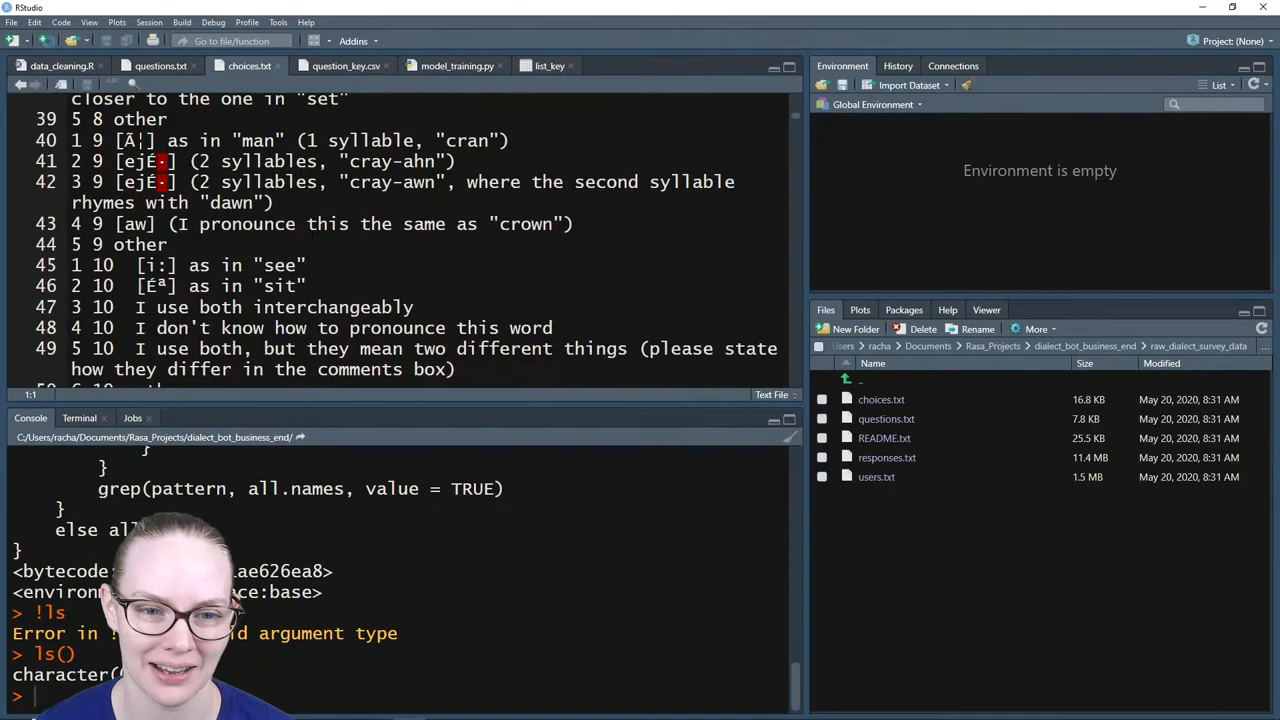 RStudio
File Edit Code View Plots Session Build Debug Profile Tools Help
Go to file/function Addins Project: (None)
data_cleaning.R questions.txt choices.txt question_key.csv model_training.py list_key
closer to the one in "set"
39 5 8 other
40 1 9 [Ã¦] as in "man" (1 syllable, "cran")
41 2 9 [ejÉ·] (2 syllables, "cray-ahn")
42 3 9 [ejÉ·] (2 syllables, "cray-awn", where the second syllable
rhymes with "dawn")
43 4 9 [aw] (I pronounce this the same as "crown")
44 5 9 other
45 1 10 [i:] as in "see"
46 2 10 [Éª] as in "sit"
47 3 10 I use both interchangeably
48 4 10 I don't know how to pronounce this word
49 5 10 I use both, but they mean two different things (please state
how they differ in the comments box)
1:1 Text File
Console Terminal Jobs
C:/Users/racha/Documents/Rasa_Projects/dialect_bot_business_end/
}
}
grep(pattern, all.names, value = TRUE)
}
else
}
<bytecode: ae626ea8>
ce:base>
> !ls
Error in argument type
> ls()
character(
>
Environment History Connections
Import Dataset List
Global Environment
Environment is empty
Files Plots Packages Help Viewer
New Folder Delete Rename More
Users racha Documents Rasa_Projects dialect_bot_business_end raw_dialect_survey_data ...
Name Size Modified
..
choices.txt 16.8 KB May 20, 2020, 8:31 AM
questions.txt 7.8 KB May 20, 2020, 8:31 AM
README.txt 25.5 KB May 20, 2020, 8:31 AM
responses.txt 11.4 MB May 20, 2020, 8:31 AM
users.txt 1.5 MB May 20, 2020, 8:31 AM